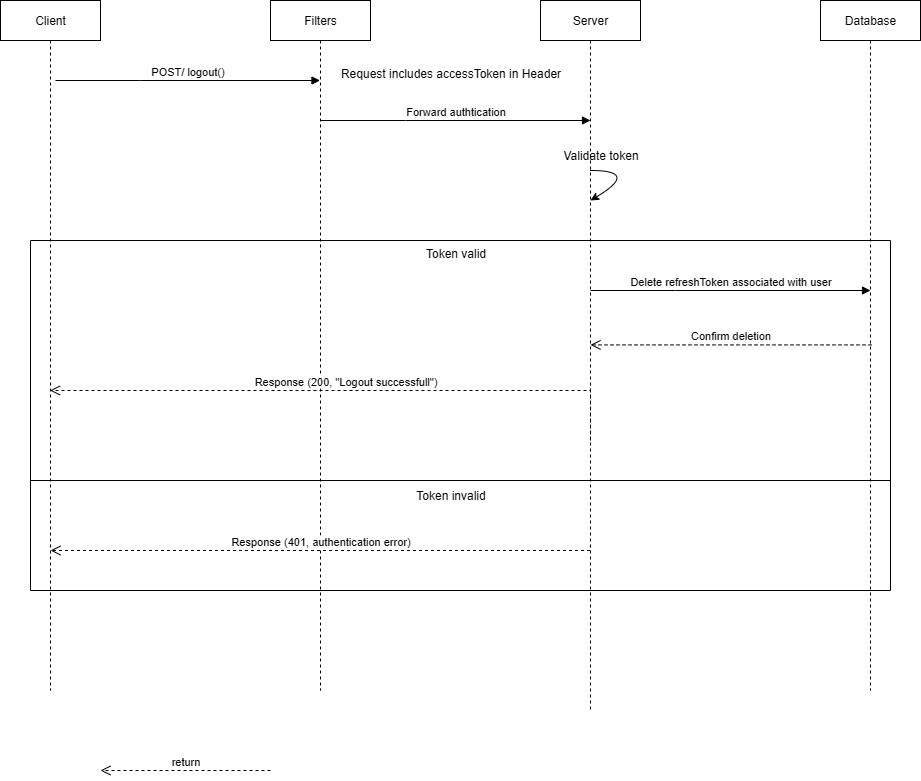 Client
Filters
Server
Database
POST/ logout()
Request includes accessToken in Header
Forward authtication
Validate token
Token valid
Delete refreshToken associated with user
Confirm deletion
Response (200, "Logout successfull")
Token invalid
Response (401, authentication error)
return